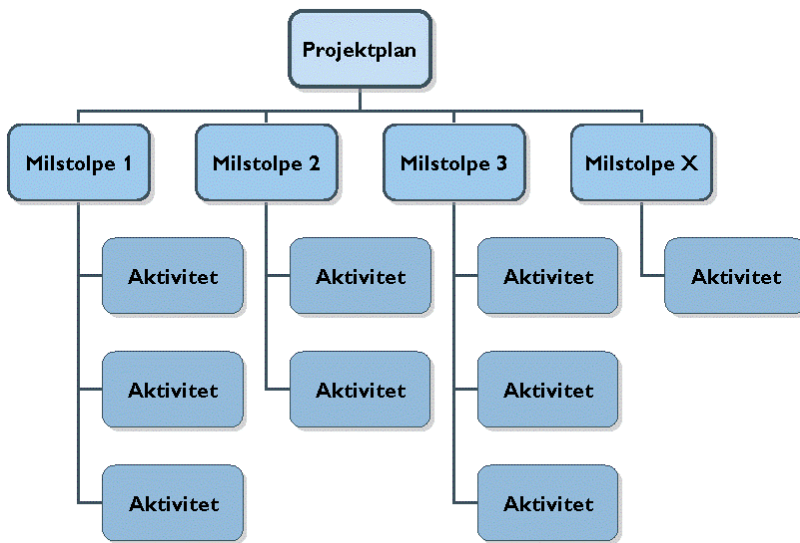 Projektplan
Milstolpe 1
Milstolpe 2
Milstolpe 3
Milstolpe X
Aktivitet
Aktivitet
Aktivitet
Aktivitet
Aktivitet
Aktivitet
Aktivitet
Aktivitet
Aktivitet